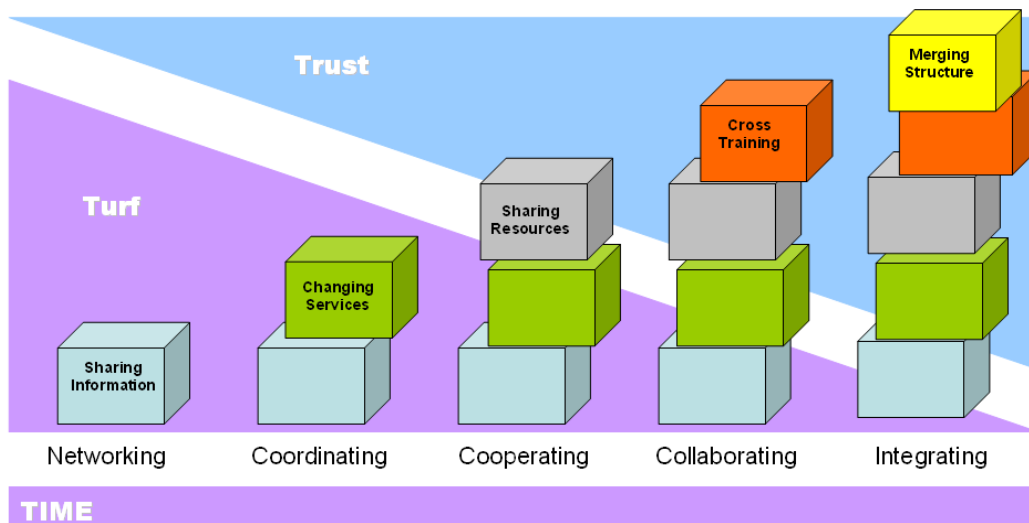 Trust
Turf
Merging
Structure
Cross
Training
Sharing
Resources
Changing
Services
Sharing
Information
Networking
Coordinating
Cooperating
Collaborating
Integrating
TIME